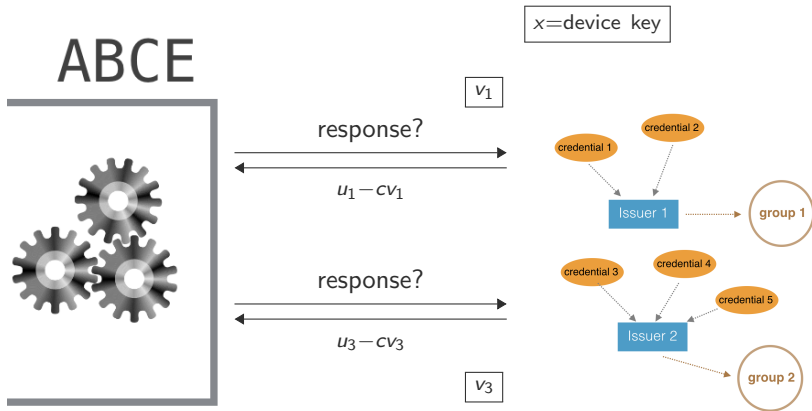 x=device key
ABCE
v₁
response?
u₁−cv₁
credential 1
credential 2
Issuer 1
group 1
response?
u₃−cv₃
credential 3
credential 4
credential 5
Issuer 2
group 2
v₃